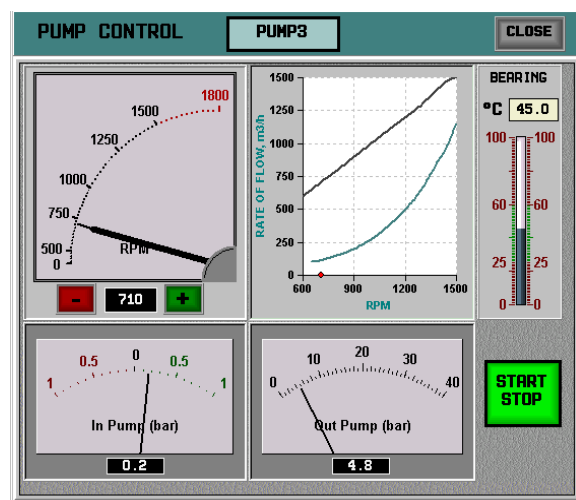 PUMP CONTROL PUMP3 CLOSE
1800
1500
1250
1000
750
500
0
RPM
- 710 +
RATE OF FLOW, m3/h
1500
1250
1000
750
500
250
0
600 900 1200 1500
RPM
BEARING
°C 45.0
100 100
60 60
25 25
0 0
1 0.5 0 0.5 1
In Pump (bar)
0.2
0 10 20 30 40
Out Pump (bar)
4.8
START
STOP